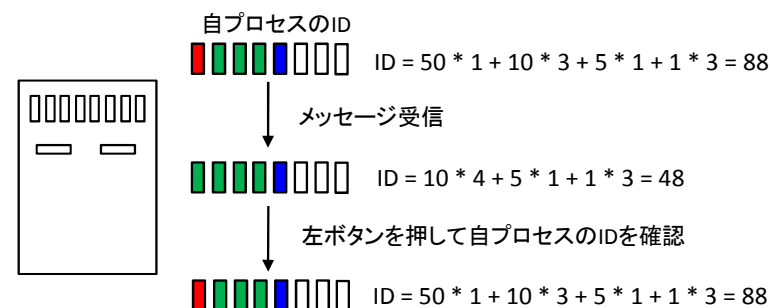 自プロセスのID
ID = 50 * 1 + 10 * 3 + 5 * 1 + 1 * 3 = 88
メッセージ受信
ID = 10 * 4 + 5 * 1 + 1 * 3 = 48
左ボタンを押して自プロセスのIDを確認
ID = 50 * 1 + 10 * 3 + 5 * 1 + 1 * 3 = 88